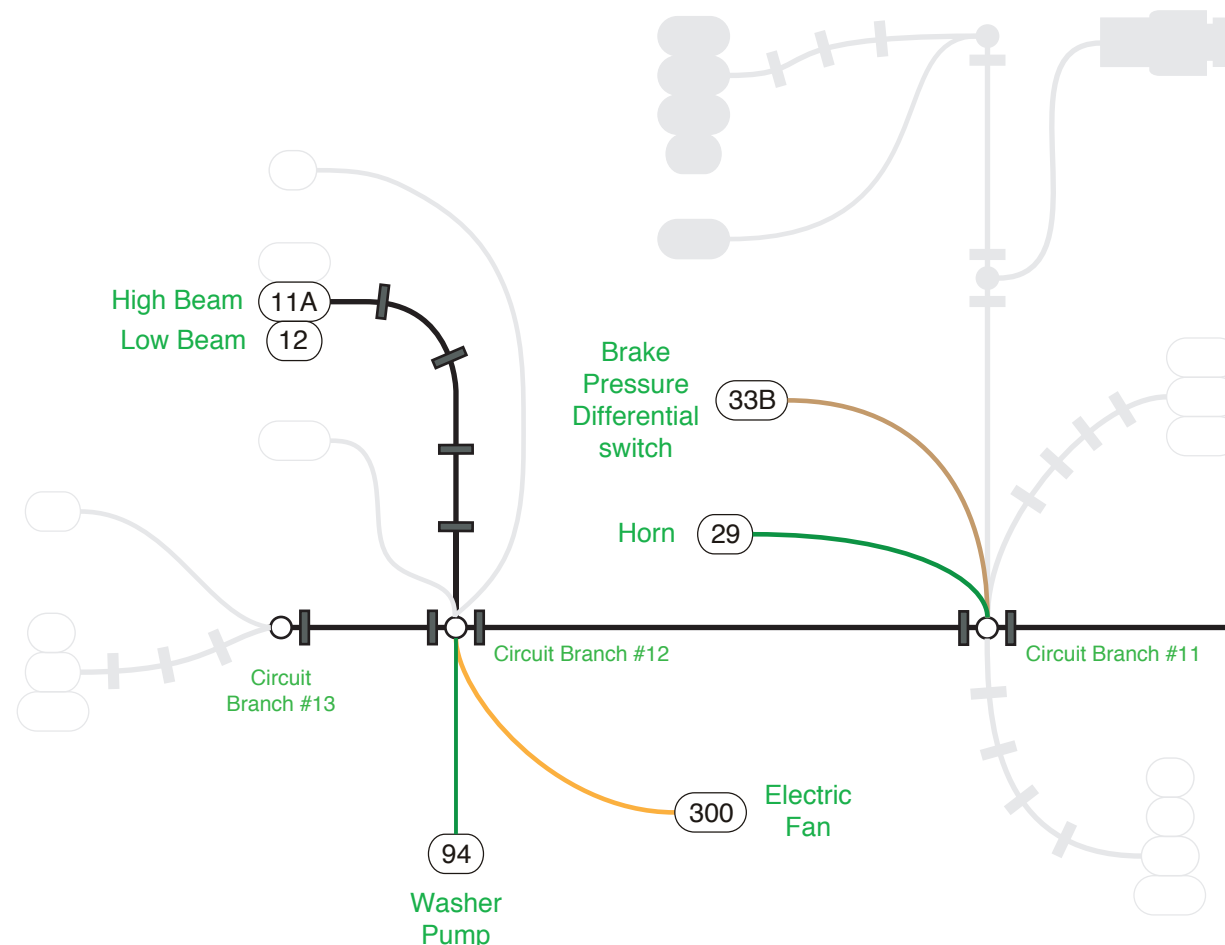 High Beam
11A
Low Beam
12
Brake
Pressure
Differential
switch
33B
Horn
29
Circuit Branch #12
Circuit Branch #11
Circuit
Branch #13
300
Electric
Fan
94
Washer
Pump